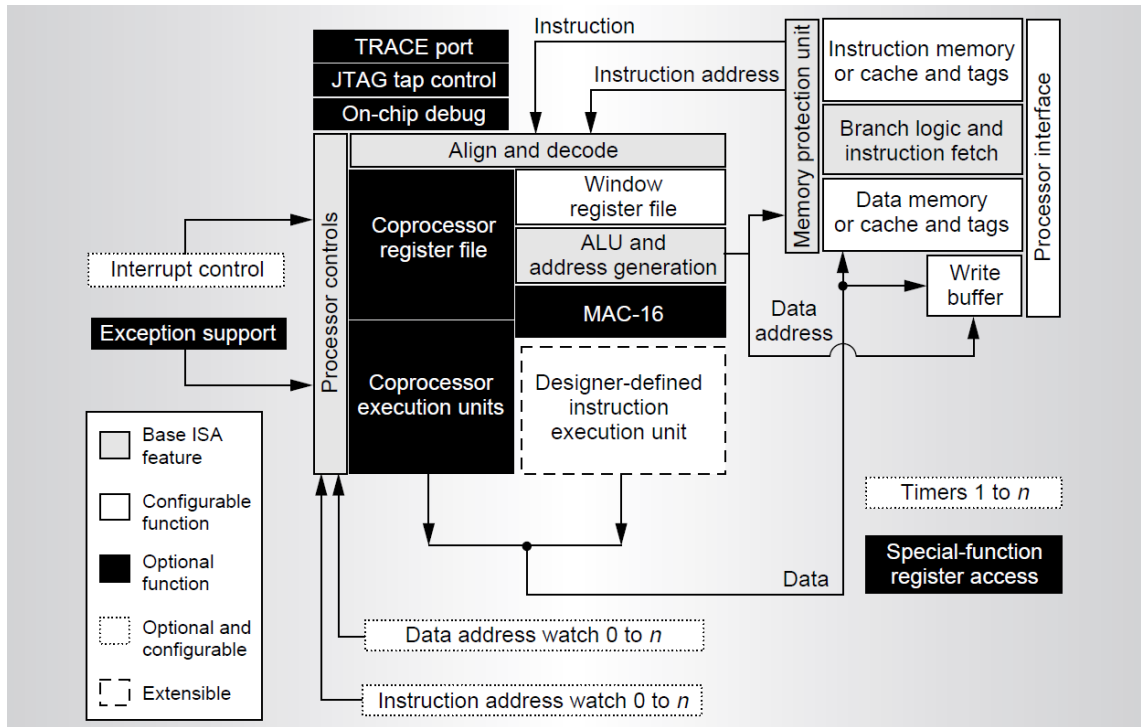 TRACE port
JTAG tap control
On-chip debug
Instruction
Instruction address
Memory protection unit
Instruction memory
or cache and tags
Branch logic and
instruction fetch
Data memory
or cache and tags
Processor interface
Write
buffer
Align and decode
Processor controls
Coprocessor
register file
Window
register file
ALU and
address generation
MAC-16
Coprocessor
execution units
Designer-defined
instruction
execution unit
Interrupt control
Exception support
Data
address
Base ISA
feature
Configurable
function
Optional
function
Optional and
configurable
Extensible
Timers 1 to n
Special-function
register access
Data
Data address watch 0 to n
Instruction address watch 0 to n